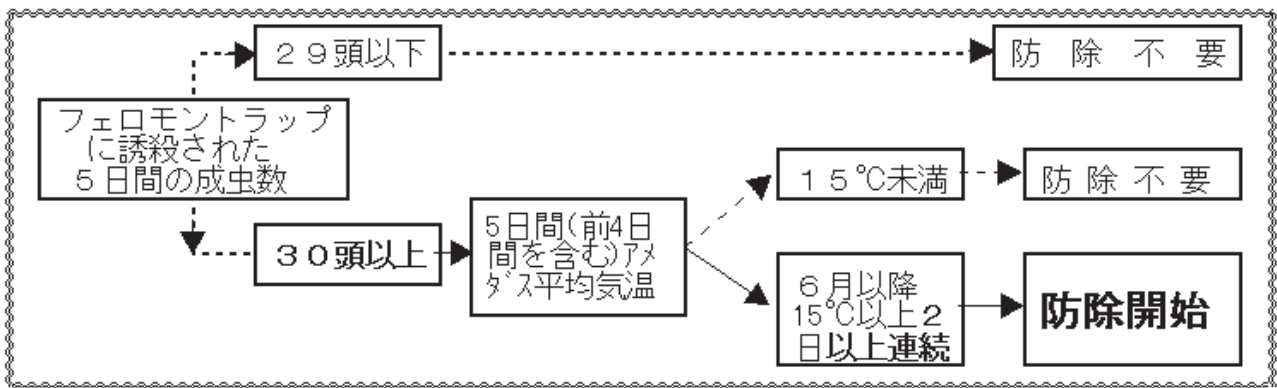 ２９頭以下
防除不要
フェロモントラップ
に誘殺された
５日間の成虫数
１５℃未満
防除不要
３０頭以上
5日間(前4日
間を含む)ｱﾒ
ﾀﾞｽ平均気温
６月以降
15℃以上２
日以上連続
防除開始